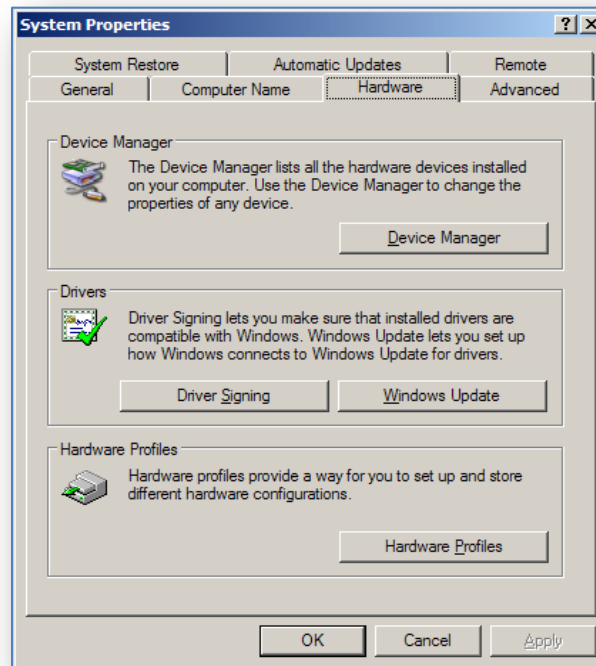 System Properties
System Restore
Automatic Updates
Remote
General
Computer Name
Hardware
Advanced
Device Manager
The Device Manager lists all the hardware devices installed
on your computer. Use the Device Manager to change the
properties of any device.
Device Manager
Drivers
Driver Signing lets you make sure that installed drivers are
compatible with Windows. Windows Update lets you set up
how Windows connects to Windows Update for drivers.
Driver Signing
Windows Update
Hardware Profiles
Hardware profiles provide a way for you to set up and store
different hardware configurations.
Hardware Profiles
OK
Cancel
Apply